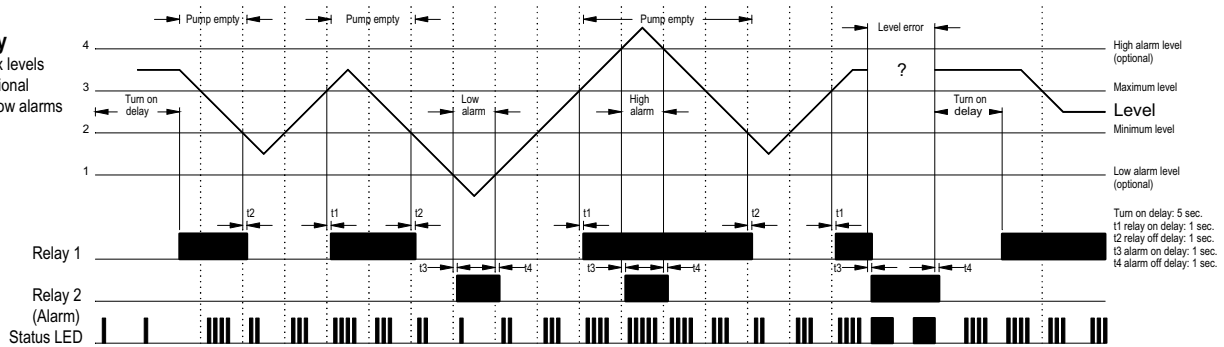 Pump empty
Pump empty
Pump empty
Level error
y
x levels
ional
ow alarms
4
3
2
1
High alarm level
(optional)
Maximum level
Level
Minimum level
Low alarm level
(optional)
?
Turn on
delay
Low
alarm
High
alarm
Turn on
delay
t2
t1
t2
t1
t2
t1
Turn on delay: 5 sec.
t1 relay on delay: 1 sec.
t2 relay off delay: 1 sec.
t3 alarm on delay: 1 sec.
t4 alarm off delay: 1 sec.
Relay 1
t3
t4
t3
t4
t3
t4
Relay 2
(Alarm)
Status LED